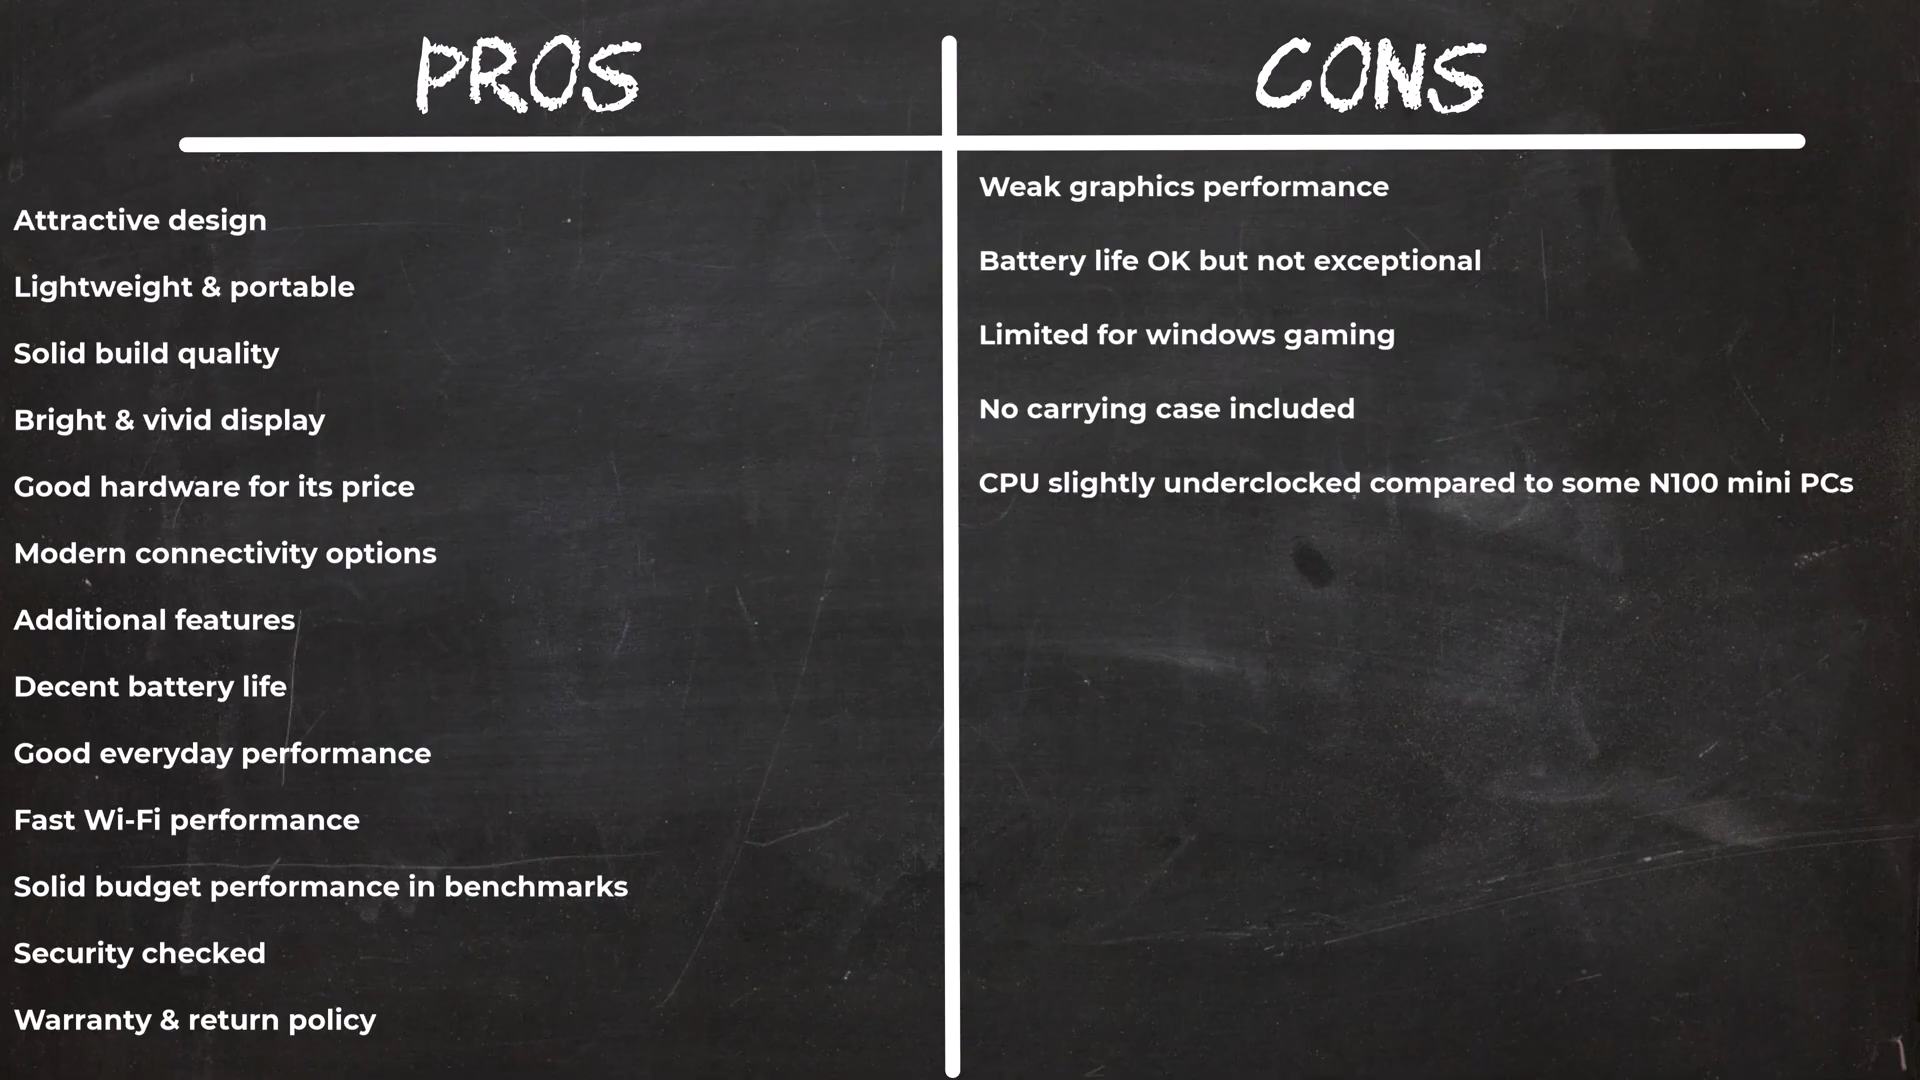 PROS
Attractive design
Lightweight & portable
Solid build quality
Bright & vivid display
Good hardware for its price
Modern connectivity options
Additional features
Decent battery life
Good everyday performance
Fast Wi-Fi performance
Solid budget performance in benchmarks
Security checked
Warranty & return policy
CONS
Weak graphics performance
Battery life OK but not exceptional
Limited for windows gaming
No carrying case included
CPU slightly underclocked compared to some N100 mini PCs